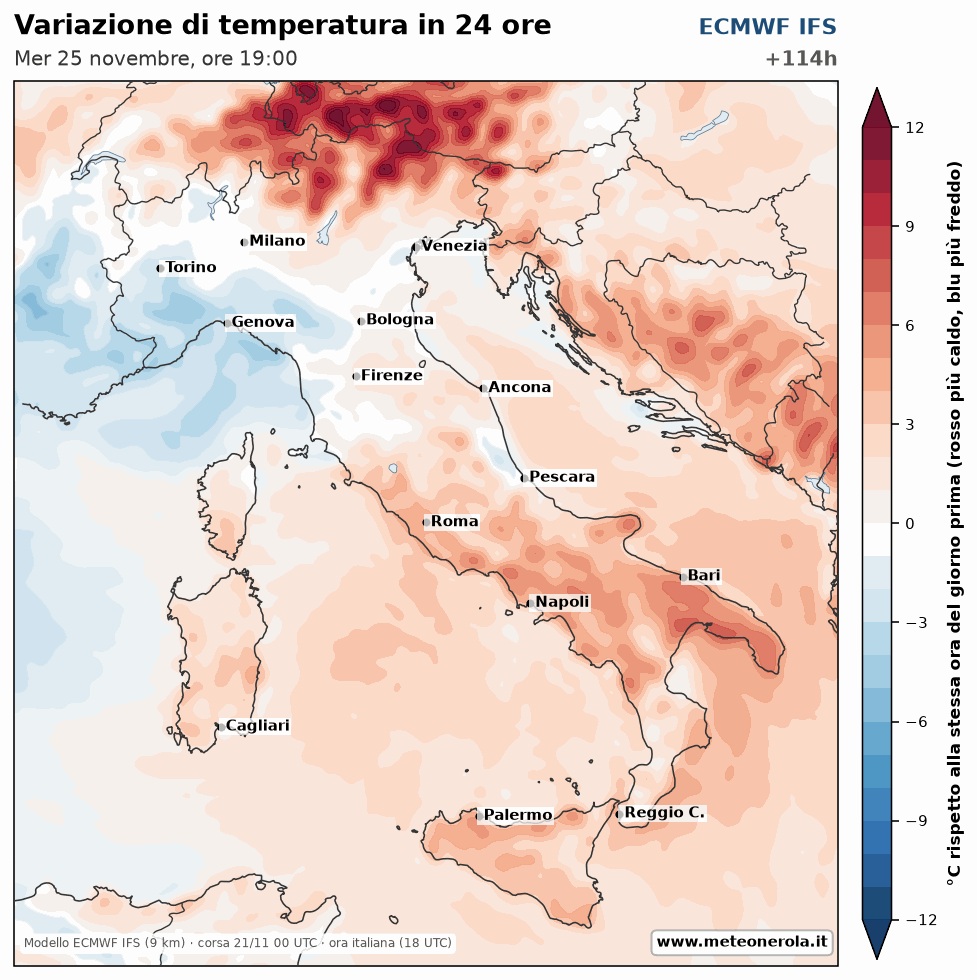 Variazione di temperatura in 24 ore
ECMWF IFS
Mer 25 novembre, ore 19:00
+114h
Milano
Venezia
Torino
Genova
Bologna
Firenze
Ancona
Pescara
Roma
Bari
Napoli
Cagliari
Palermo
Reggio C.
12
9
6
3
0
−3
−6
−9
−12
°C rispetto alla stessa ora del giorno prima (rosso più caldo, blu più freddo)
Modello ECMWF IFS (9 km) · corsa 21/11 00 UTC · ora italiana (18 UTC)
www.meteonerola.it